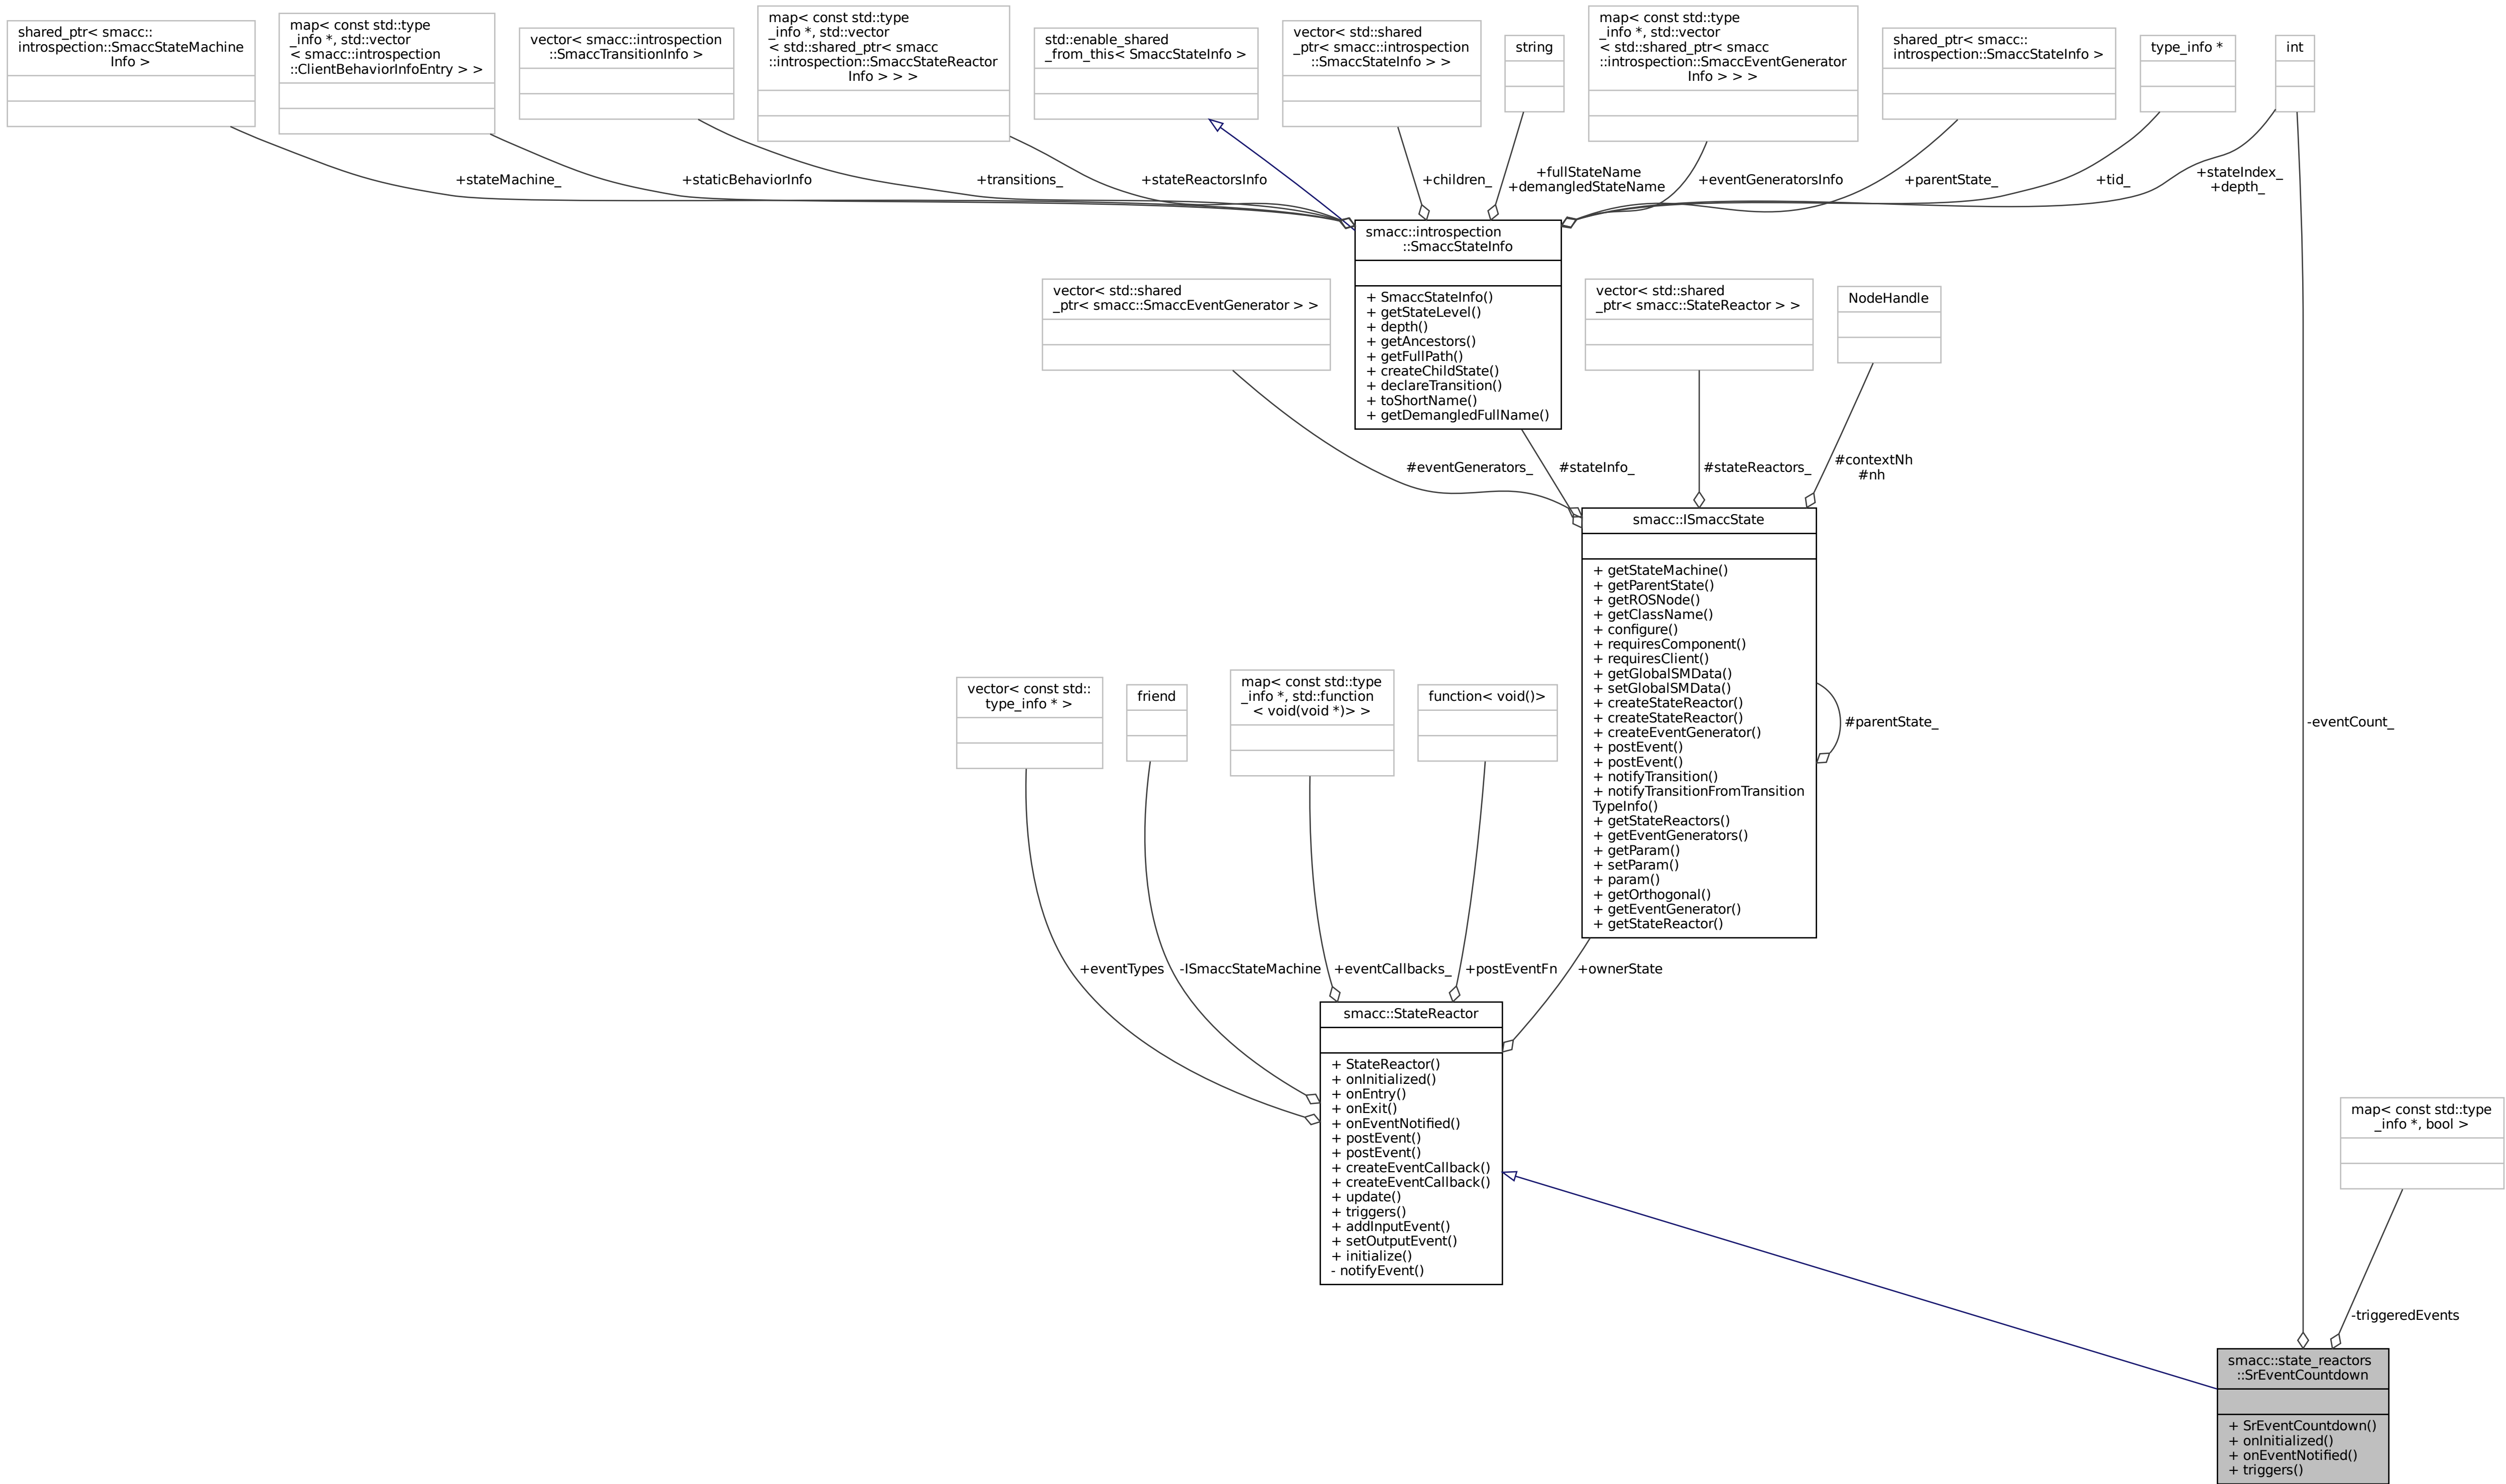 shared_ptr< smacc::
introspection::SmaccStateMachine
Info >
map< const std::type
_info *, std::vector
< smacc::introspection
::ClientBehaviorInfoEntry > >
vector< smacc::introspection
::SmaccTransitionInfo >
map< const std::type
_info *, std::vector
< std::shared_ptr< smacc
::introspection::SmaccStateReactor
Info > > >
std::enable_shared
_from_this< SmaccStateInfo >
vector< std::shared
_ptr< smacc::introspection
::SmaccStateInfo > >
string
map< const std::type
_info *, std::vector
< std::shared_ptr< smacc
::introspection::SmaccEventGenerator
Info > > >
shared_ptr< smacc::
introspection::SmaccStateInfo >
type_info *
int
+stateMachine_
+staticBehaviorInfo
+transitions_
+stateReactorsInfo
+children_
+fullStateName
+demangledStateName
+eventGeneratorsInfo
+parentState_
+tid_
+stateIndex_
+depth_
smacc::introspection
::SmaccStateInfo
+ SmaccStateInfo()
+ getStateLevel()
+ depth()
+ getAncestors()
+ getFullPath()
+ createChildState()
+ declareTransition()
+ toShortName()
+ getDemangledFullName()
vector< std::shared
_ptr< smacc::SmaccEventGenerator > >
vector< std::shared
_ptr< smacc::StateReactor > >
NodeHandle
#eventGenerators_
#stateInfo_
#stateReactors_
#contextNh
#nh
smacc::ISmaccState
+ getStateMachine()
+ getParentState()
+ getROSNode()
+ getClassName()
+ configure()
+ requiresComponent()
+ requiresClient()
+ getGlobalSMData()
+ setGlobalSMData()
+ createStateReactor()
+ createStateReactor()
+ createEventGenerator()
+ postEvent()
+ postEvent()
+ notifyTransition()
+ notifyTransitionFromTransition
TypeInfo()
+ getStateReactors()
+ getEventGenerators()
+ getParam()
+ setParam()
+ param()
+ getOrthogonal()
+ getEventGenerator()
+ getStateReactor()
#parentState_
-eventCount_
vector< const std::
type_info * >
friend
map< const std::type
_info *, std::function
< void(void *)> >
function< void()>
+eventTypes
-ISmaccStateMachine
+eventCallbacks_
+postEventFn
+ownerState
smacc::StateReactor
+ StateReactor()
+ onInitialized()
+ onEntry()
+ onExit()
+ onEventNotified()
+ postEvent()
+ postEvent()
+ createEventCallback()
+ createEventCallback()
+ update()
+ triggers()
+ addInputEvent()
+ setOutputEvent()
+ initialize()
- notifyEvent()
map< const std::type
_info *, bool >
-triggeredEvents
smacc::state_reactors
::SrEventCountdown
+ SrEventCountdown()
+ onInitialized()
+ onEventNotified()
+ triggers()